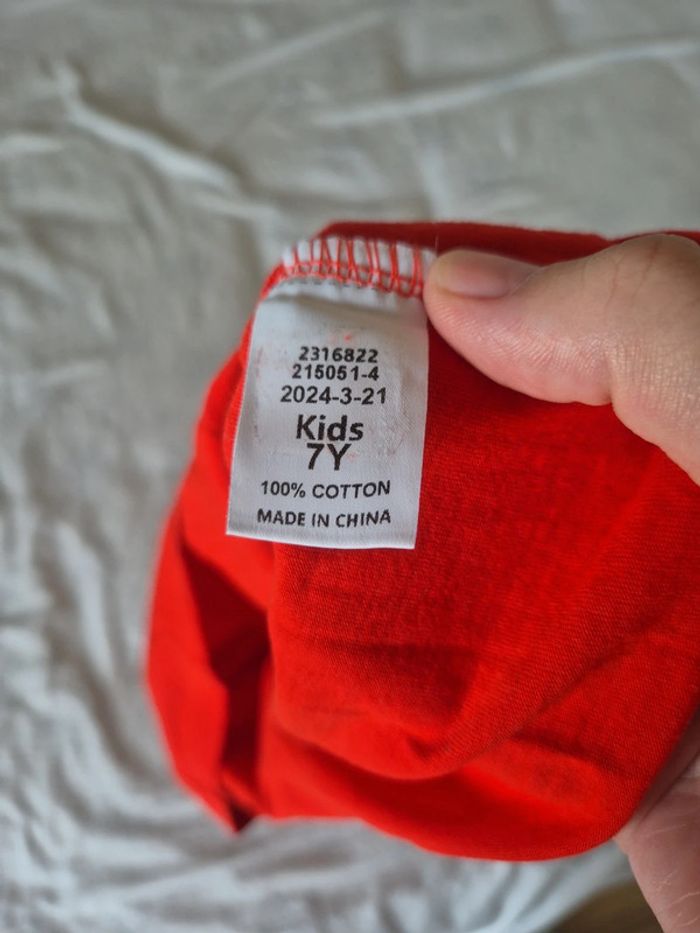 2316822
215051-4
2024-3-21
Kids
7Y
100% COTTON
MADE IN CHINA